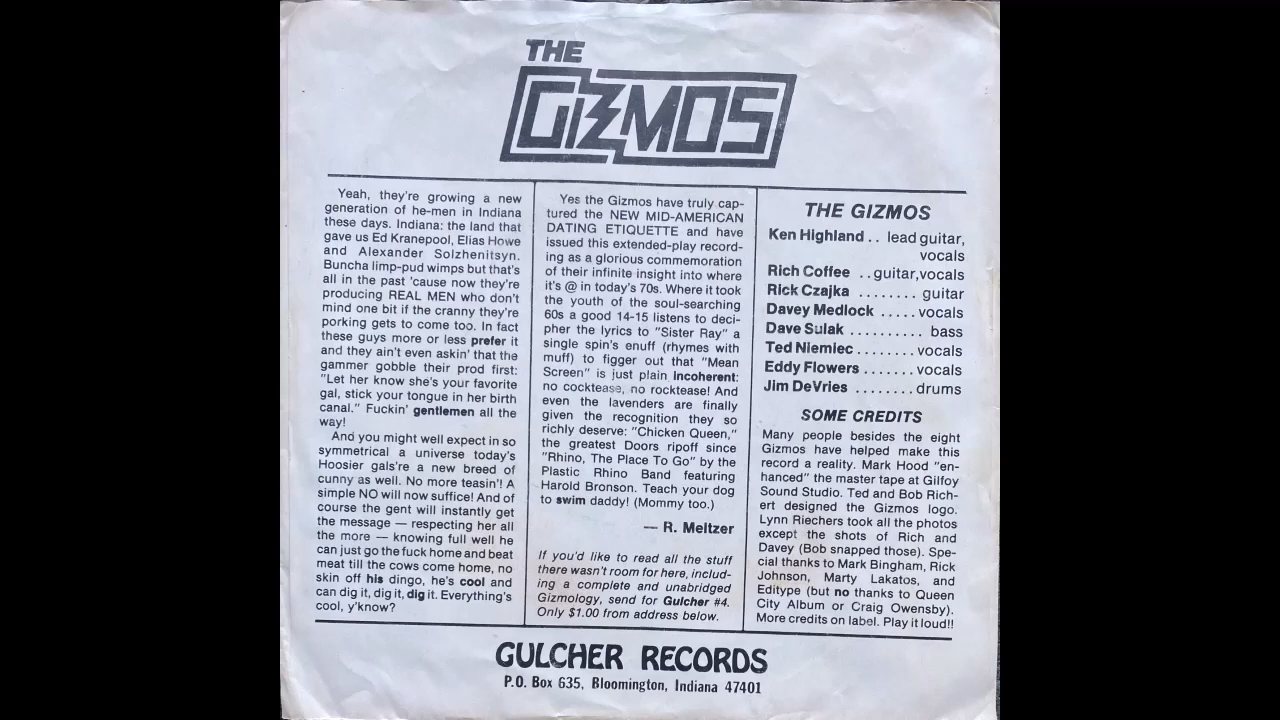 THE
GIZMOS
Yeah, they're growing a new
generation of he-men in Indiana
these days. Indiana: the land that
gave us Ed Kranepool, Elias Howe
and Alexander Solzhenitsyn.
Buncha limp-pud wimps but that's
all in the past 'cause now they're
producing REAL MEN who don't
mind one bit if the cranny they're
porking gets to come too. In fact
these guys more or less prefer it
and they ain't even askin' that the
gammer gobble their prod first:
"Let her know she's your favorite
gal, stick your tongue in her birth
canal." Fuckin' gentlemen all the
way!
And you might well expect in so
symmetrical a universe today's
Hoosier gals're a new breed of
cunny as well. No more teasin'! A
simple NO will now suffice! And of
course the gent will instantly get
the message — respecting her all
the more — knowing full well he
can just go the fuck home and beat
meat till the cows come home, no
skin off his dingo, he's cool and
can dig it, dig it, dig it. Everything's
cool, y'know?
Yes the Gizmos have truly cap-
tured the NEW MID-AMERICAN
DATING ETIQUETTE and have
issued this extended-play record-
ing as a glorious commemoration
of their infinite insight into where
it's @ in today's 70s. Where it took
the youth of the soul-searching
60s a good 14-15 listens to deci-
pher the lyrics to "Sister Ray" a
single spin's enuff (rhymes with
muff) to figger out that "Mean
Screen" is just plain incoherent:
no cocktease, no rocktease! And
even the lavenders are finally
given the recognition they so
richly deserve: "Chicken Queen,"
the greatest Doors ripoff since
"Rhino, The Place To Go" by the
Plastic Rhino Band featuring
Harold Bronson. Teach your dog
to swim daddy! (Mommy too.)
— R. Meltzer
If you'd like to read all the stuff
there wasn't room for here, includ-
ing a complete and unabridged
Gizmology, send for Gulcher #4.
Only $1.00 from address below.
THE GIZMOS
Ken Highland . . lead guitar,
vocals
Rich Coffee . . guitar,vocals
Rick Czajka . . . . . . . . guitar
Davey Medlock . . . . . vocals
Dave Sulak . . . . . . . . . . bass
Ted Niemiec . . . . . . . . vocals
Eddy Flowers . . . . . . . vocals
Jim DeVries . . . . . . . . drums
SOME CREDITS
Many people besides the eight
Gizmos have helped make this
record a reality. Mark Hood "en-
hanced" the master tape at Gilfoy
Sound Studio. Ted and Bob Rich-
ert designed the Gizmos logo.
Lynn Riechers took all the photos
except the shots of Rich and
Davey (Bob snapped those). Spe-
cial thanks to Mark Bingham, Rick
Johnson, Marty Lakatos, and
Editype (but no thanks to Queen
City Album or Craig Owensby).
More credits on label. Play it loud!!
GULCHER RECORDS
P.O. Box 635, Bloomington, Indiana 47401